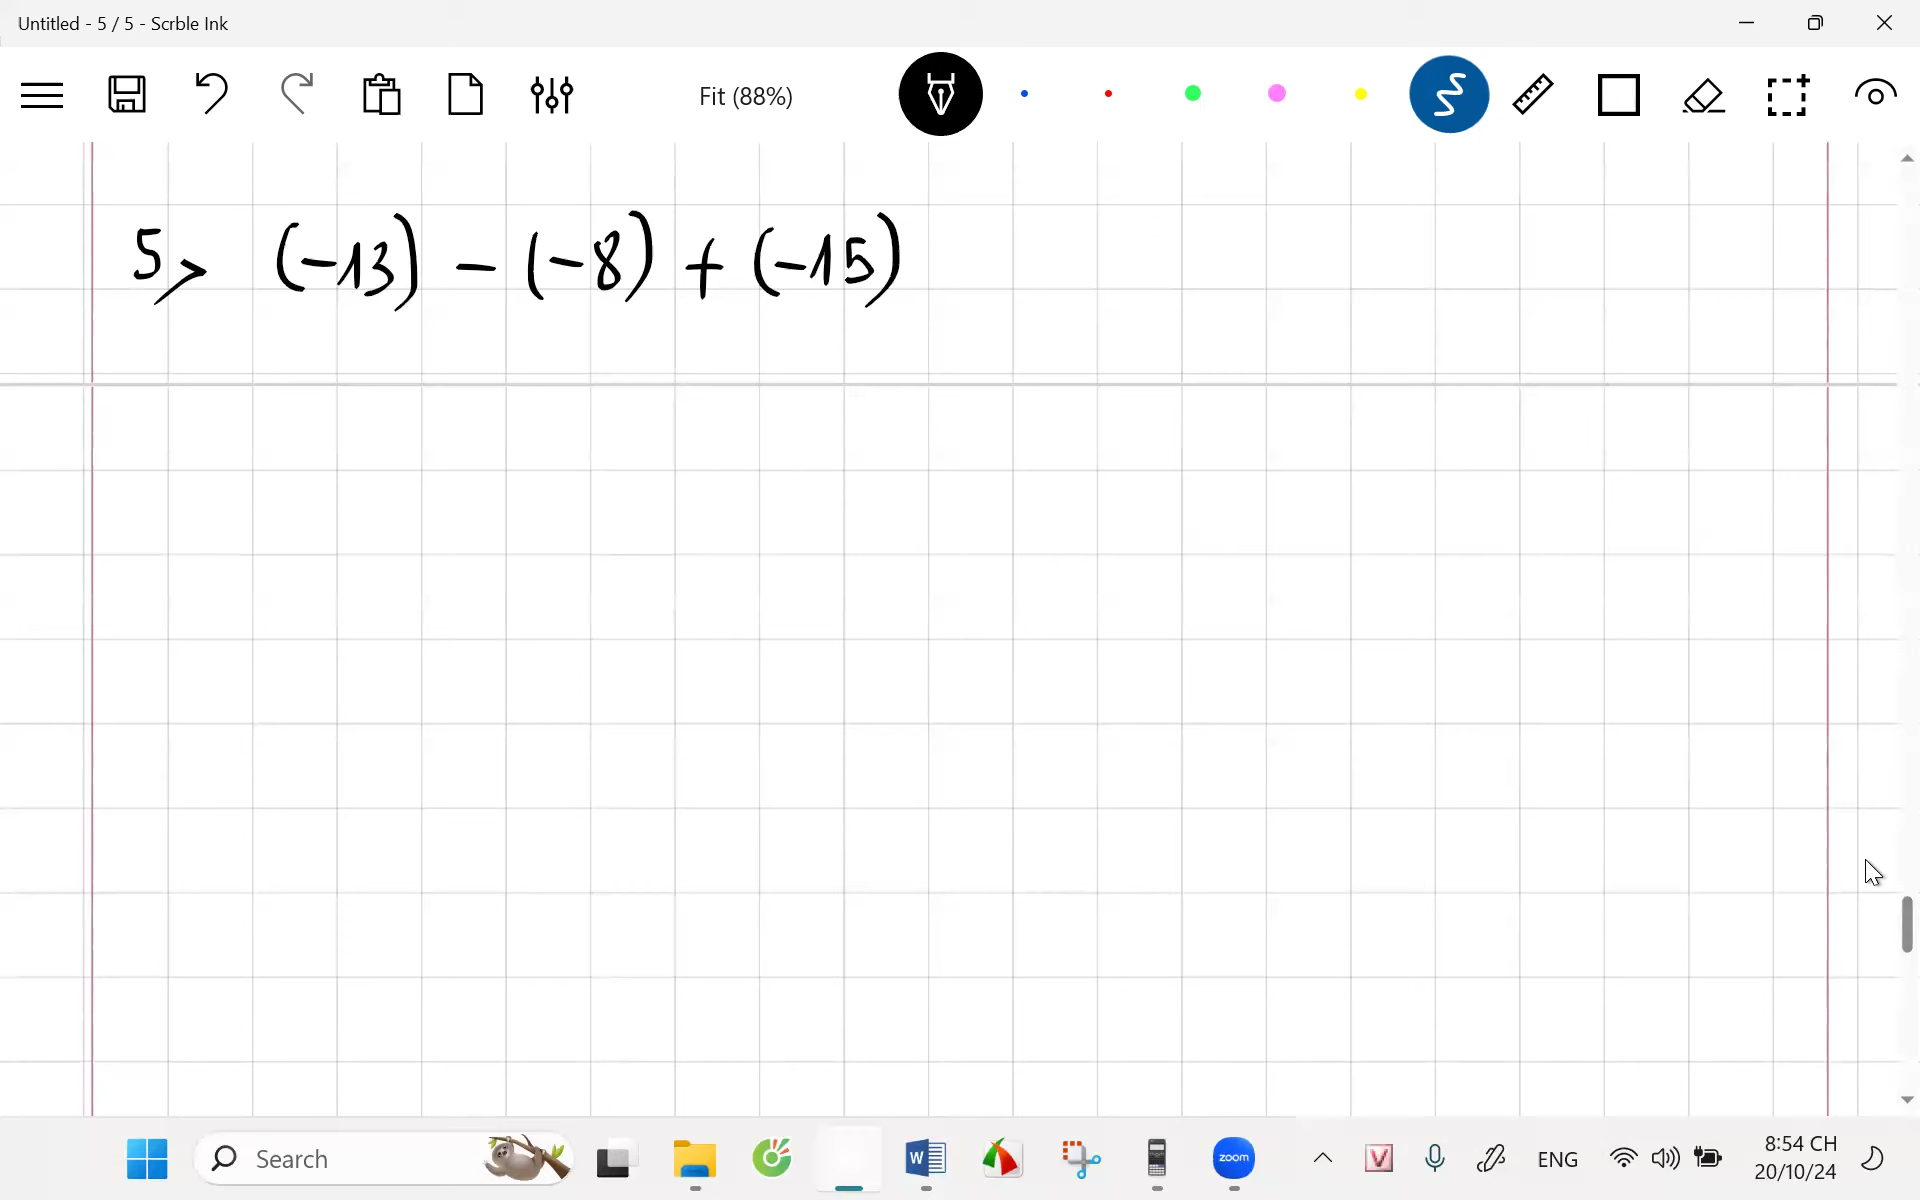 Untitled - 5 / 5 - Scrble Ink
Fit (88%)
5> (-13) - (-8) + (-15)
Search
W
V
zoom
ENG
8:54 CH
20/10/24